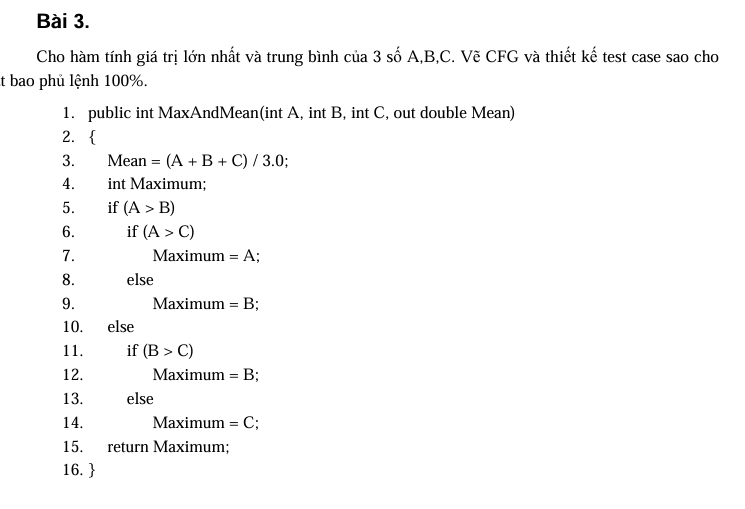 Bài 3.
Cho hàm tính giá trị lớn nhất và trung bình của 3 số A,B,C. Vẽ CFG và thiết kế test case sao cho
t bao phủ lệnh 100%.
1. public int MaxAndMean(int A, int B, int C, out double Mean)
2. {
3. Mean = (A + B + C) / 3.0;
4. int Maximum;
5. if (A > B)
6. if (A > C)
7. Maximum = A;
8. else
9. Maximum = B;
10. else
11. if (B > C)
12. Maximum = B;
13. else
14. Maximum = C;
15. return Maximum;
16. }